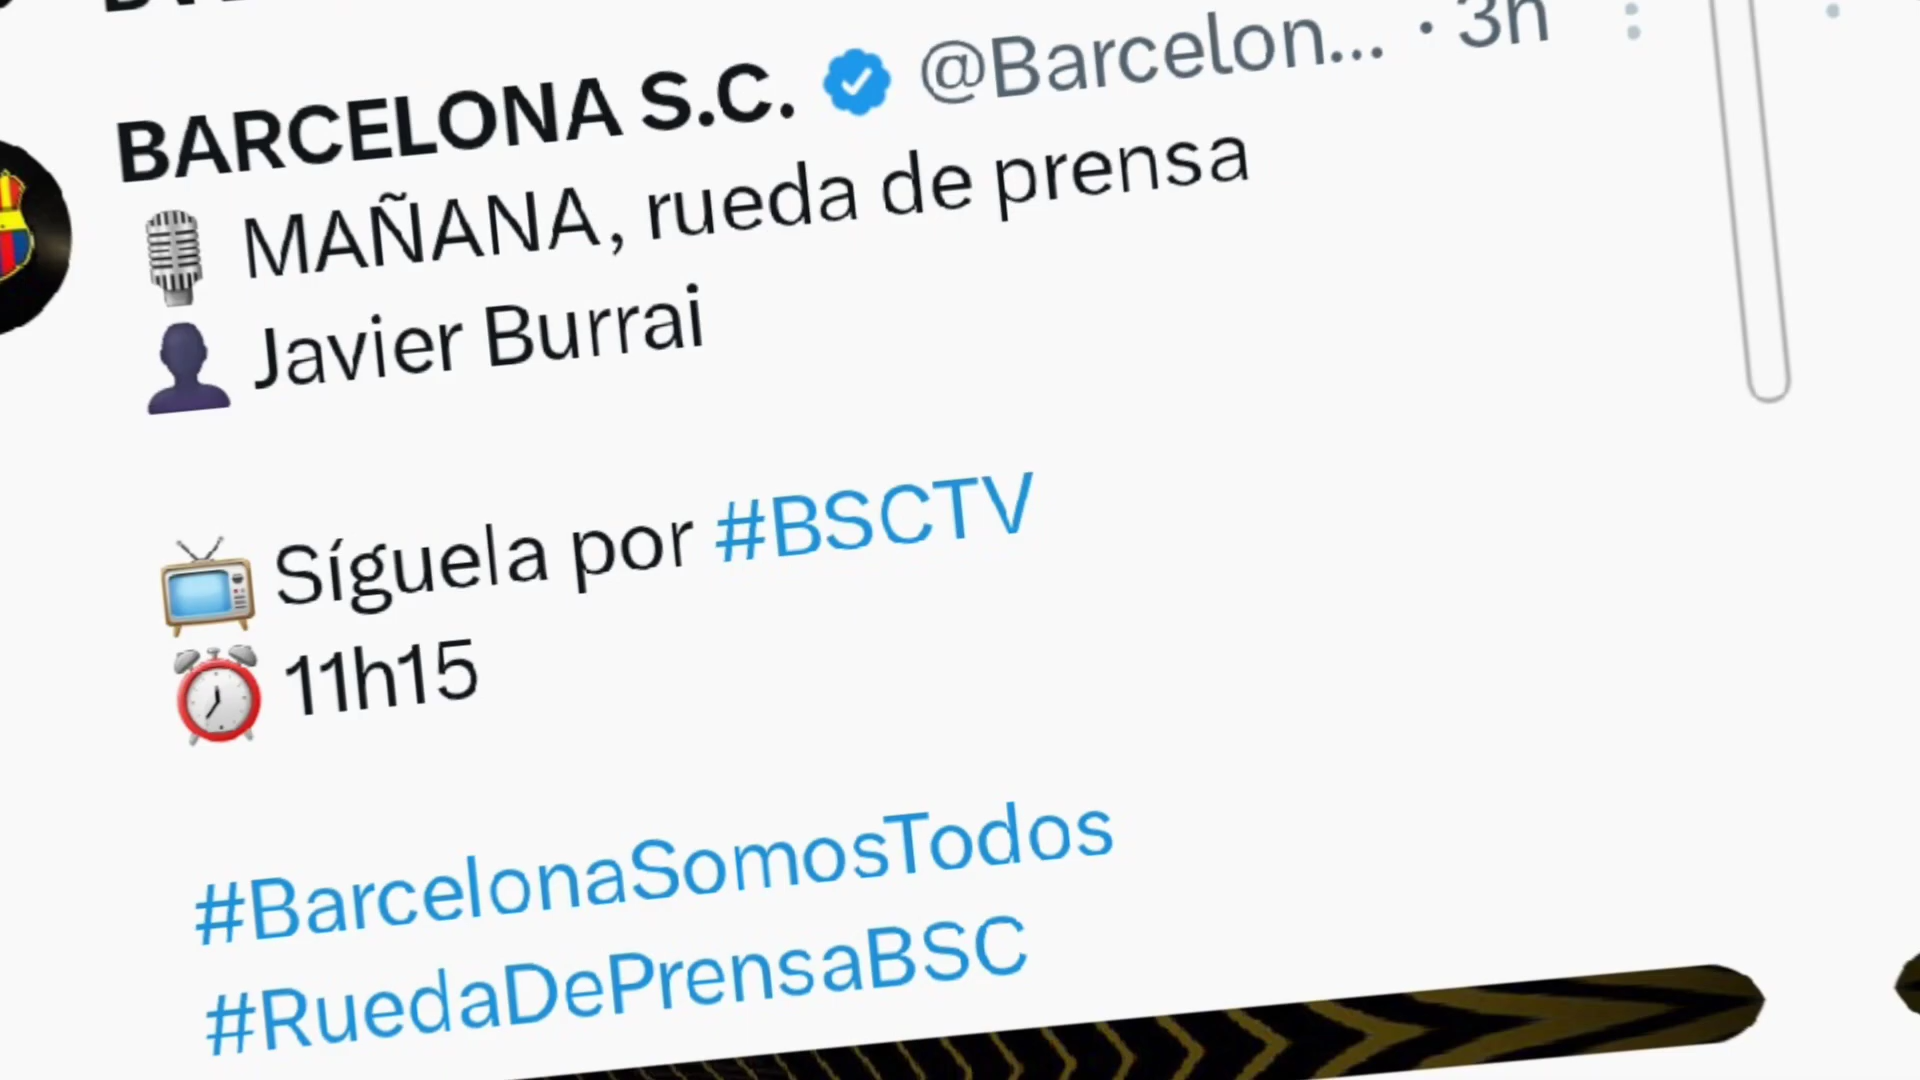 BARCELONA S.C. @Barcelon... · 3h
MAÑANA, rueda de prensa
Javier Burrai
Síguela por #BSCTV
11h15
#BarcelonaSomosTodos
#RuedaDePrensaBSC